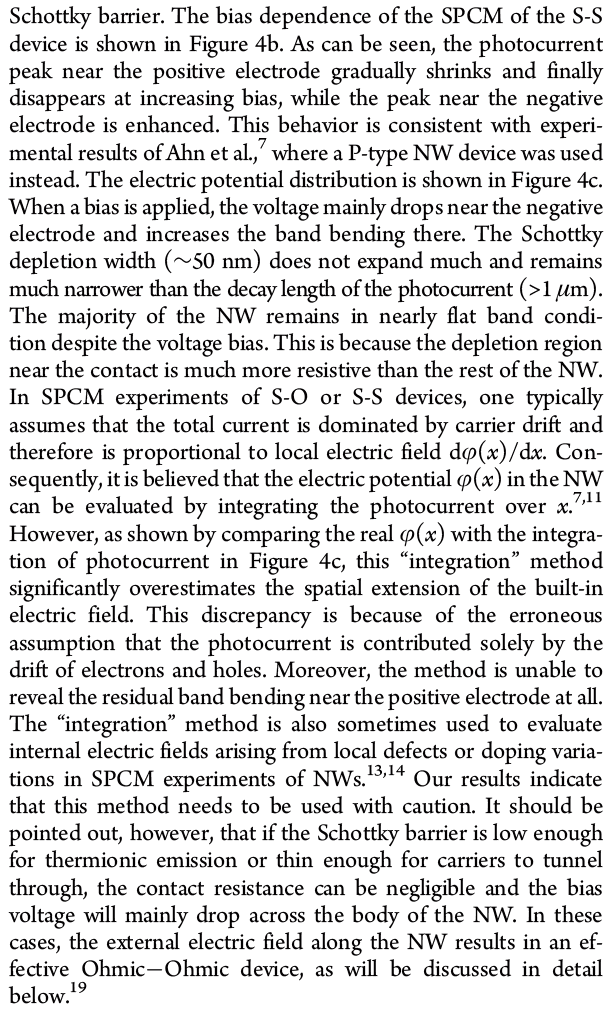 Schottky barrier. The bias dependence of the SPCM of the S-S
device is shown in Figure 4b. As can be seen, the photocurrent
peak near the positive electrode gradually shrinks and finally
disappears at increasing bias, while the peak near the negative
electrode is enhanced. This behavior is consistent with experi-
mental results of Ahn et al.,⁷ where a P-type NW device was used
instead. The electric potential distribution is shown in Figure 4c.
When a bias is applied, the voltage mainly drops near the negative
electrode and increases the band bending there. The Schottky
depletion width (∼50 nm) does not expand much and remains
much narrower than the decay length of the photocurrent (>1 μm).
The majority of the NW remains in nearly flat band condi-
tion despite the voltage bias. This is because the depletion region
near the contact is much more resistive than the rest of the NW.
In SPCM experiments of S-O or S-S devices, one typically
assumes that the total current is dominated by carrier drift and
therefore is proportional to local electric field dφ(x)/dx. Con-
sequently, it is believed that the electric potential φ(x) in the NW
can be evaluated by integrating the photocurrent over x.⁷,¹¹
However, as shown by comparing the real φ(x) with the integra-
tion of photocurrent in Figure 4c, this “integration” method
significantly overestimates the spatial extension of the built-in
electric field. This discrepancy is because of the erroneous
assumption that the photocurrent is contributed solely by the
drift of electrons and holes. Moreover, the method is unable to
reveal the residual band bending near the positive electrode at all.
The “integration” method is also sometimes used to evaluate
internal electric fields arising from local defects or doping varia-
tions in SPCM experiments of NWs.¹³,¹⁴ Our results indicate
that this method needs to be used with caution. It should be
pointed out, however, that if the Schottky barrier is low enough
for thermionic emission or thin enough for carriers to tunnel
through, the contact resistance can be negligible and the bias
voltage will mainly drop across the body of the NW. In these
cases, the external electric field along the NW results in an ef-
fective Ohmic−Ohmic device, as will be discussed in detail
below.¹⁹